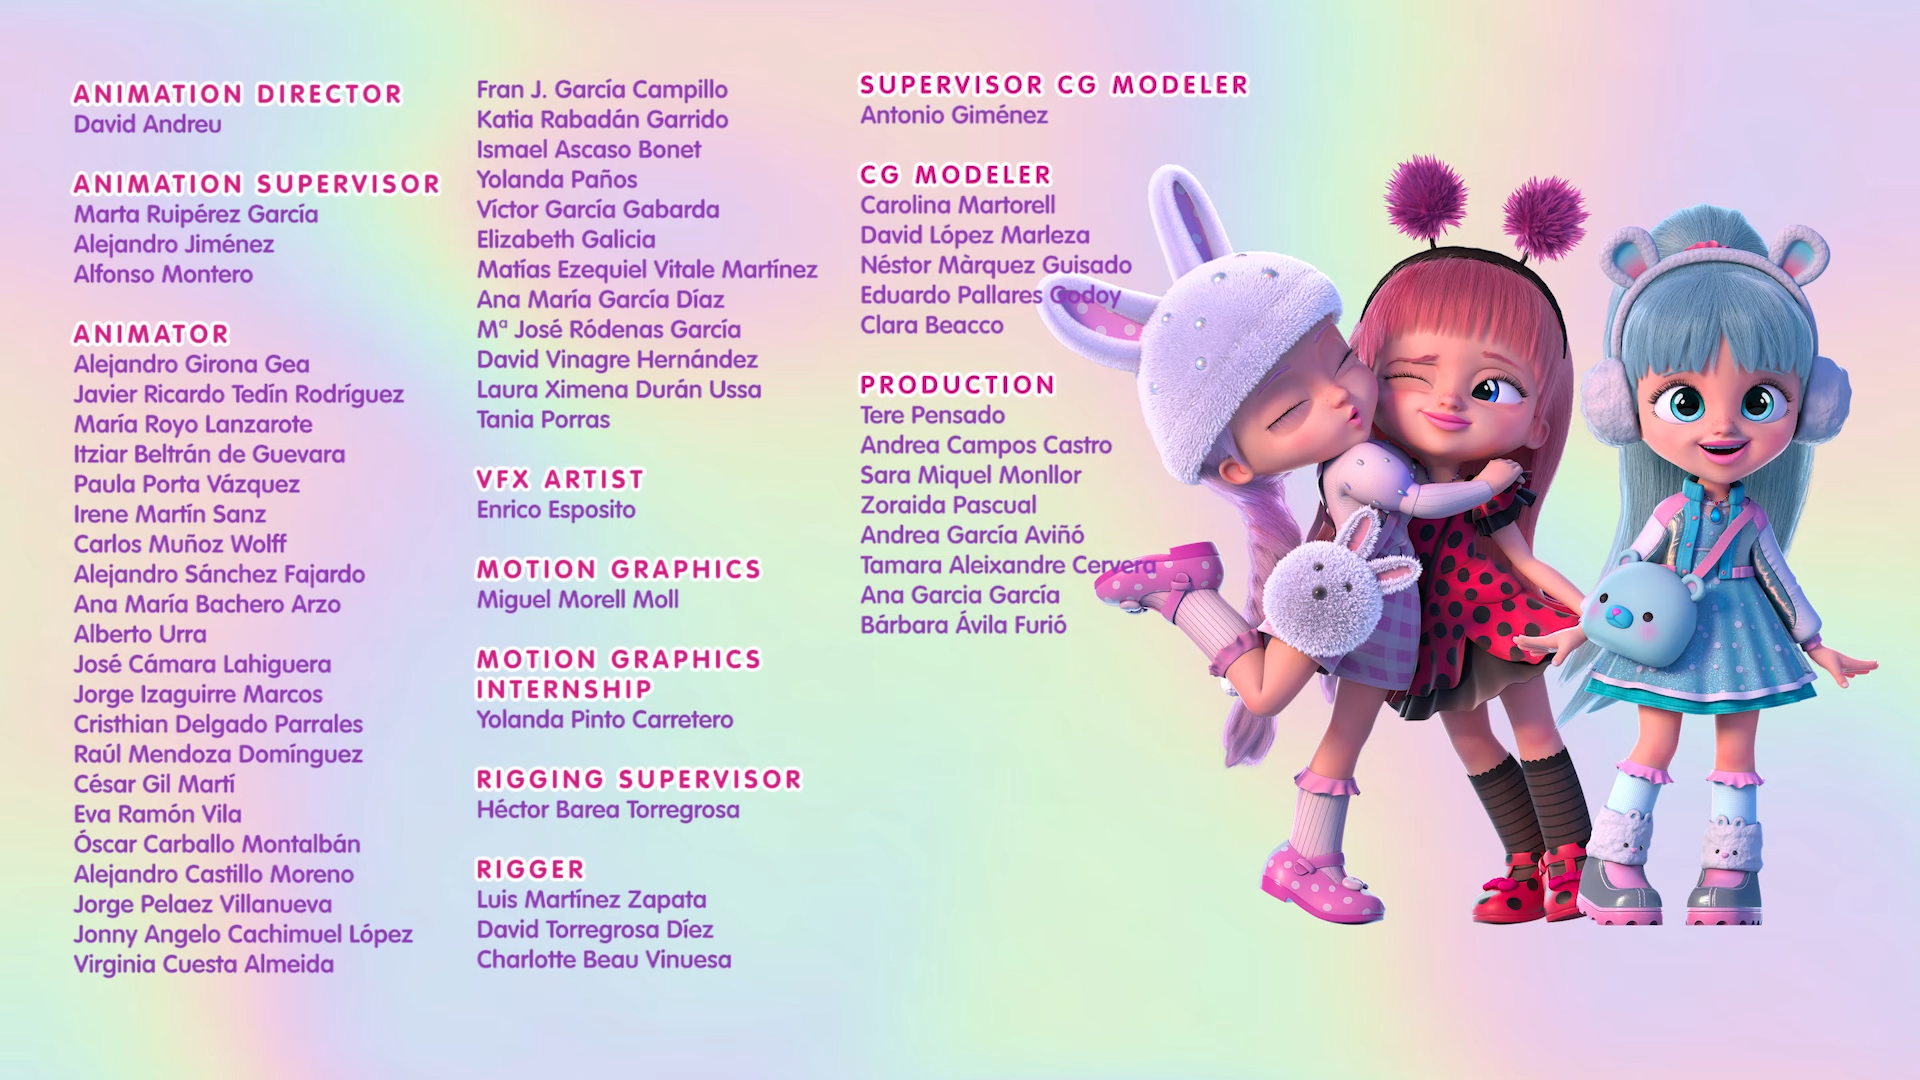 ANIMATION DIRECTOR
David Andreu
ANIMATION SUPERVISOR
Marta Ruipérez García
Alejandro Jiménez
Alfonso Montero
ANIMATOR
Alejandro Girona Gea
Javier Ricardo Tedín Rodríguez
María Royo Lanzarote
Itziar Beltrán de Guevara
Paula Porta Vázquez
Irene Martín Sanz
Carlos Muñoz Wolff
Alejandro Sánchez Fajardo
Ana María Bachero Arzo
Alberto Urra
José Cámara Lahiguera
Jorge Izaguirre Marcos
Cristhian Delgado Parrales
Raúl Mendoza Domínguez
César Gil Martí
Eva Ramón Vila
Óscar Carballo Montalbán
Alejandro Castillo Moreno
Jorge Pelaez Villanueva
Jonny Angelo Cachimuel López
Virginia Cuesta Almeida
Fran J. García Campillo
Katia Rabadán Garrido
Ismael Ascaso Bonet
Yolanda Paños
Víctor García Gabarda
Elizabeth Galicia
Matías Ezequiel Vitale Martínez
Ana María García Díaz
Mª José Ródenas García
David Vinagre Hernández
Laura Ximena Durán Ussa
Tania Porras
VFX ARTIST
Enrico Esposito
MOTION GRAPHICS
Miguel Morell Moll
MOTION GRAPHICS
INTERNSHIP
Yolanda Pinto Carretero
RIGGING SUPERVISOR
Héctor Barea Torregrosa
RIGGER
Luis Martínez Zapata
David Torregrosa Díez
Charlotte Beau Vinuesa
SUPERVISOR CG MODELER
Antonio Giménez
CG MODELER
Carolina Martorell
David López Marleza
Néstor Màrquez Guisado
Eduardo Pallares Godoy
Clara Beacco
PRODUCTION
Tere Pensado
Andrea Campos Castro
Sara Miquel Monllor
Zoraida Pascual
Andrea García Aviñó
Tamara Aleixandre Cervera
Ana Garcia García
Bárbara Ávila Furió